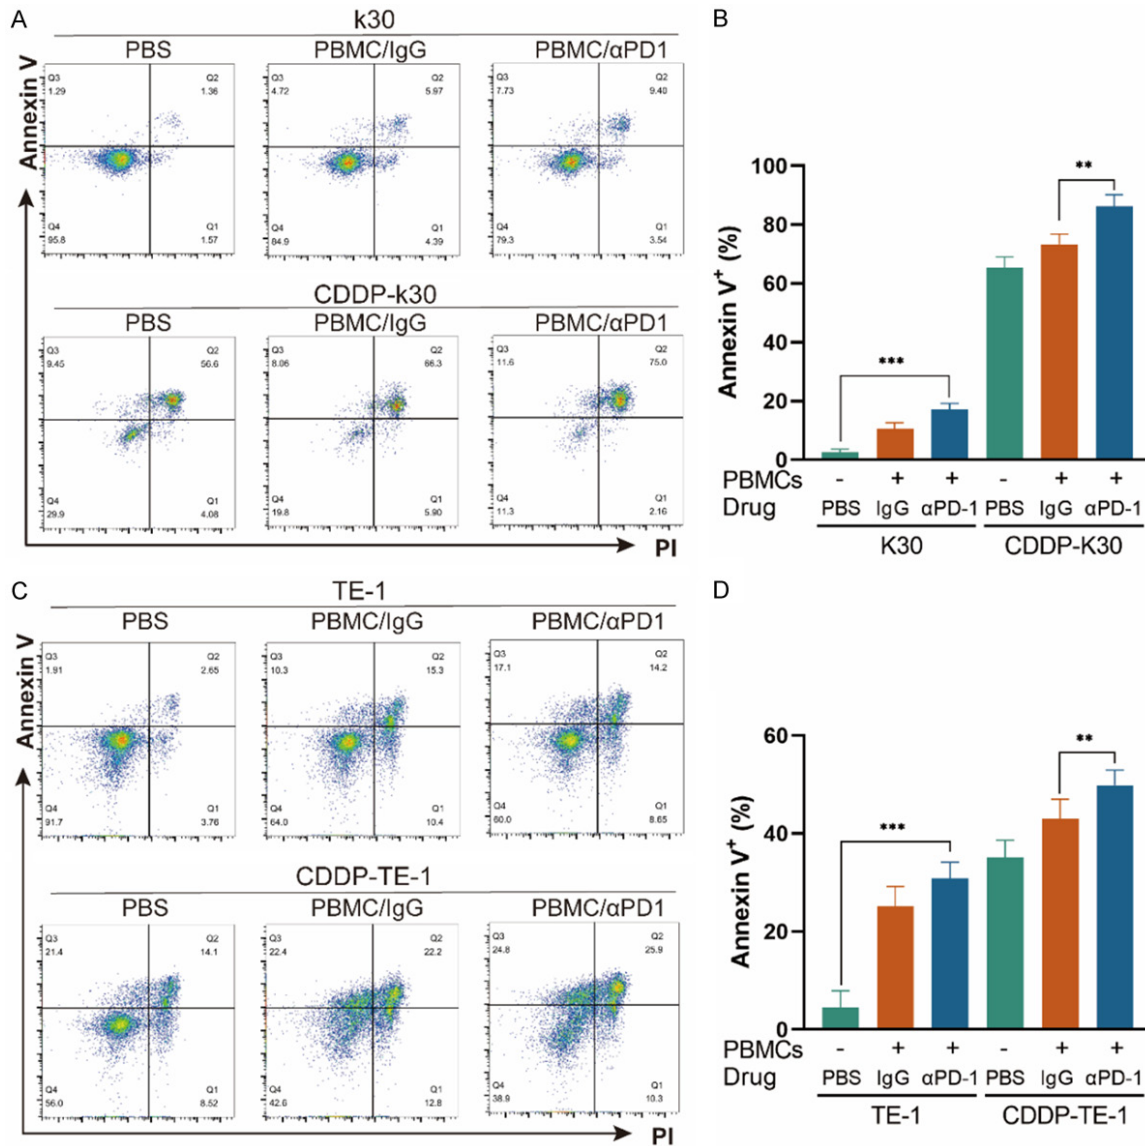 A
k30
PBS PBMC/IgG PBMC/αPD1
Annexin V
Q3 Q2 Q3 Q2 Q3 Q2
1.29 1.36 4.72 5.97 7.73 9.40
Q4 Q1 Q4 Q1 Q4 Q1
95.8 1.57 84.9 4.39 79.3 3.54
CDDP-k30
PBS PBMC/IgG PBMC/αPD1
Q3 Q2 Q3 Q2 Q3 Q2
9.45 56.6 8.06 66.3 11.6 75.0
Q4 Q1 Q4 Q1 Q4 Q1
29.9 4.08 19.8 5.90 11.3 2.16
PI
B
Annexin V+ (%)
100
80
60
40
20
0
***
**
PBMCs - + + - + +
Drug PBS IgG αPD-1 PBS IgG αPD-1
K30 CDDP-K30
C
TE-1
PBS PBMC/IgG PBMC/αPD1
Annexin V
Q3 Q2 Q3 Q2 Q3 Q2
1.91 2.65 10.3 15.3 17.1 14.2
Q4 Q1 Q4 Q1 Q4 Q1
91.7 3.76 64.0 10.4 60.0 8.65
CDDP-TE-1
PBS PBMC/IgG PBMC/αPD1
Q3 Q2 Q3 Q2 Q3 Q2
21.4 14.1 22.4 22.2 24.8 25.9
Q4 Q1 Q4 Q1 Q4 Q1
56.0 8.52 42.6 12.8 38.9 10.3
PI
D
Annexin V+ (%)
60
40
20
0
***
**
PBMCs - + + - + +
Drug PBS IgG αPD-1 PBS IgG αPD-1
TE-1 CDDP-TE-1